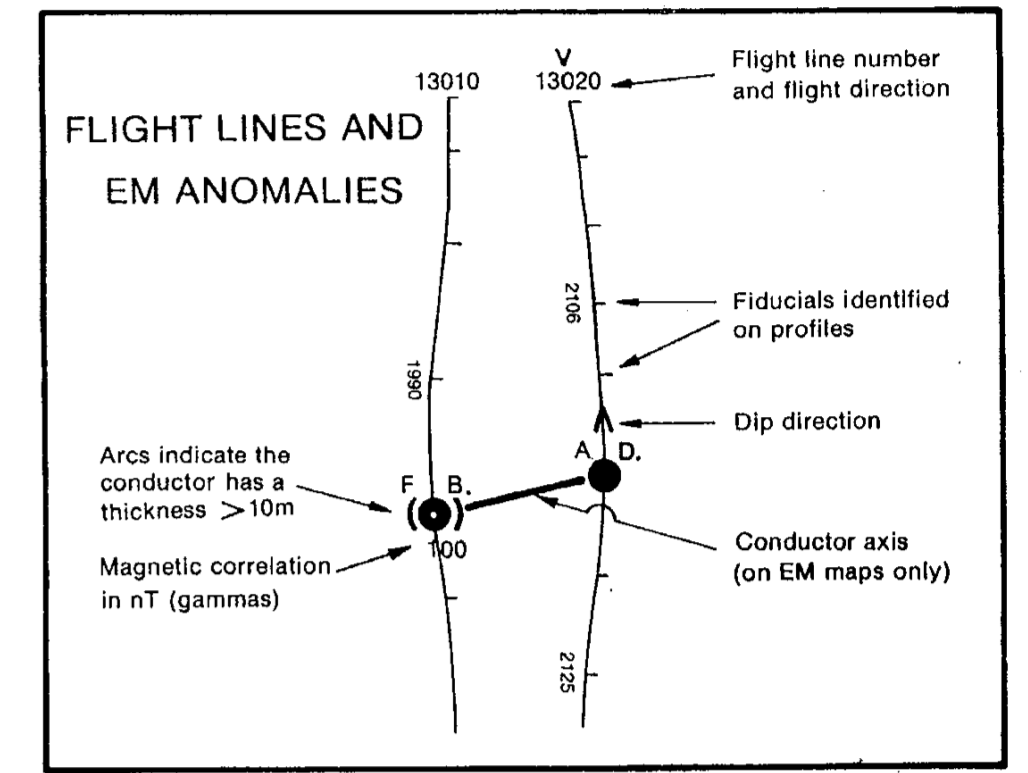 FLIGHT LINES AND
EM ANOMALIES
13010
V
13020
Flight line number
and flight direction
2106
Fiducials identified
on profiles
1990
Dip direction
A D.
Arcs indicate the
conductor has a
thickness >10m
F B.
100
Magnetic correlation
in nT (gammas)
Conductor axis
(on EM maps only)
2125